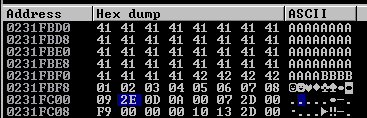 Address Hex dump ASCII
0231FBD0 41 41 41 41 41 41 41 41 AAAAAAAA
0231FBD8 41 41 41 41 41 41 41 41 AAAAAAAA
0231FBE0 41 41 41 41 41 41 41 41 AAAAAAAA
0231FBE8 41 41 41 41 41 41 41 41 AAAAAAAA
0231FBF0 41 41 41 41 42 42 42 42 AAAABBBB
0231FBF8 01 02 03 04 05 06 07 08 ☺☻♥♦♣♠•◘
0231FC00 09 2E 0D 0A 00 07 2D 00 ...•-.
0231FC08 F9 00 00 00 10 13 2D 00 ....►‼-.